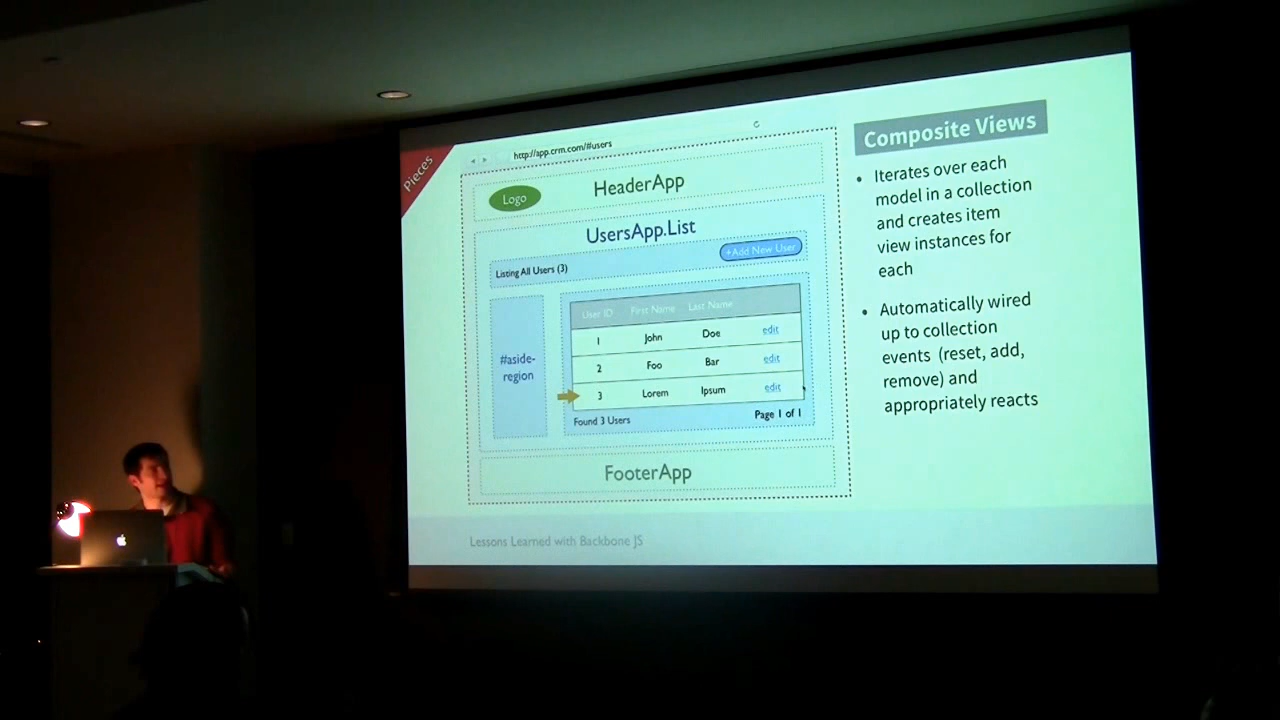 Pieces
http://app.crm.com/#users
Logo
HeaderApp
UsersApp.List
Listing All Users (3)
+Add New User
#aside-
region
User ID First Name Last Name
1 John Doe edit
2 Foo Bar edit
3 Lorem Ipsum edit
Found 3 Users
Page 1 of 1
FooterApp
Composite Views
• Iterates over each
model in a collection
and creates item
view instances for
each
• Automatically wired
up to collection
events (reset, add,
remove) and
appropriately reacts
Lessons Learned with Backbone JS